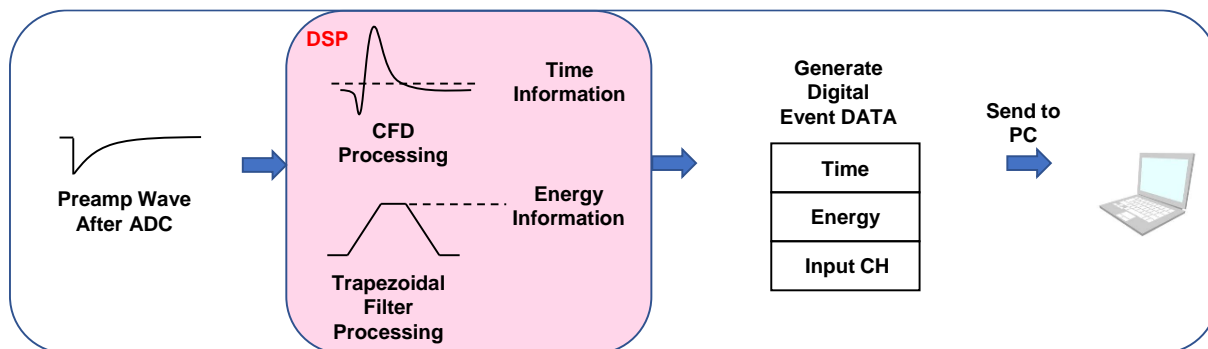 Preamp Wave
After ADC
DSP
CFD
Processing
Time
Information
Trapezoidal
Filter
Processing
Energy
Information
Generate
Digital
Event DATA
Time
Energy
Input CH
Send to
PC